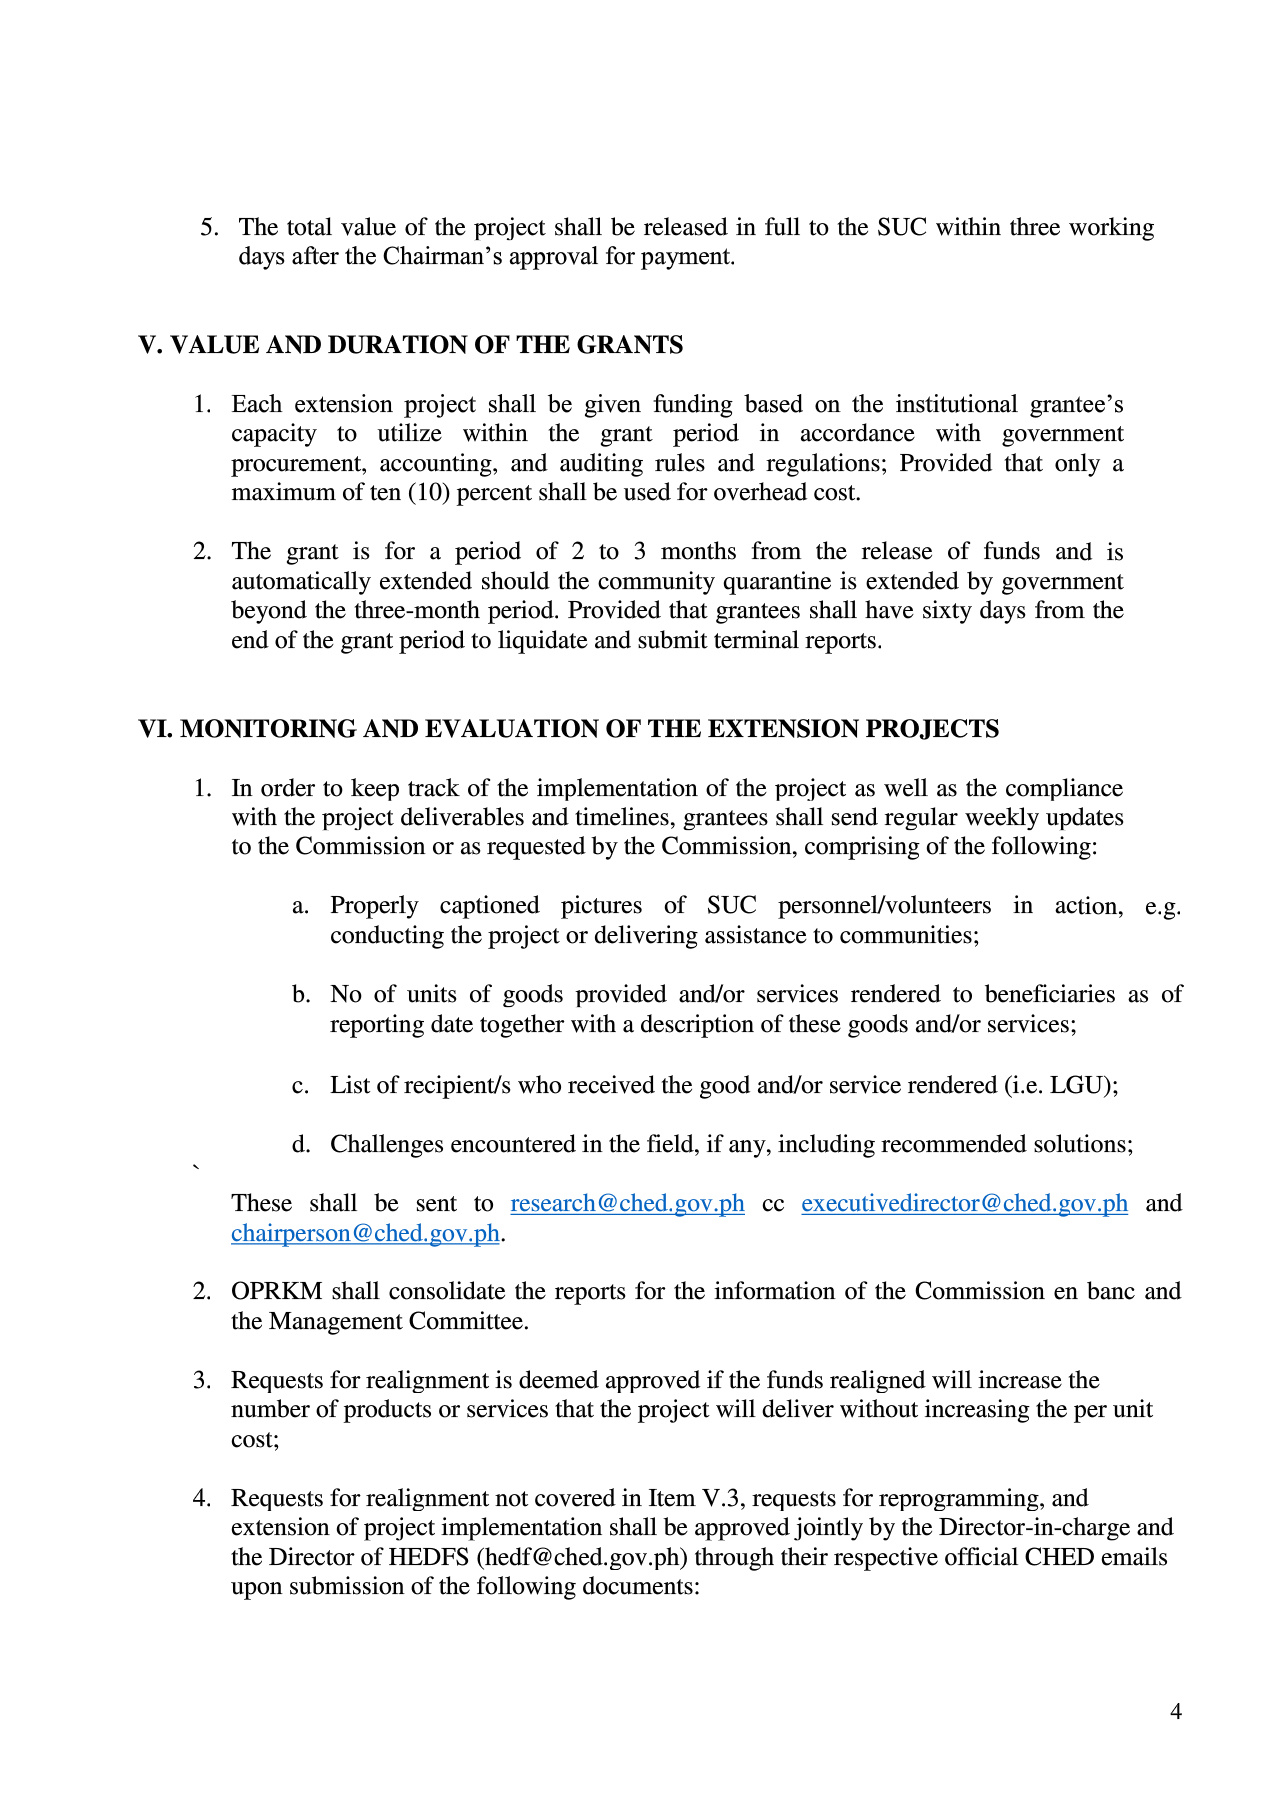 5. The total value of the project shall be released in full to the SUC within three working
days after the Chairman’s approval for payment.
V. VALUE AND DURATION OF THE GRANTS
1. Each extension project shall be given funding based on the institutional grantee’s
capacity to utilize within the grant period in accordance with government
procurement, accounting, and auditing rules and regulations; Provided that only a
maximum of ten (10) percent shall be used for overhead cost.
2. The grant is for a period of 2 to 3 months from the release of funds and is
automatically extended should the community quarantine is extended by government
beyond the three-month period. Provided that grantees shall have sixty days from the
end of the grant period to liquidate and submit terminal reports.
VI. MONITORING AND EVALUATION OF THE EXTENSION PROJECTS
1. In order to keep track of the implementation of the project as well as the compliance
with the project deliverables and timelines, grantees shall send regular weekly updates
to the Commission or as requested by the Commission, comprising of the following:
a. Properly captioned pictures of SUC personnel/volunteers in action, e.g.
conducting the project or delivering assistance to communities;
b. No of units of goods provided and/or services rendered to beneficiaries as of
reporting date together with a description of these goods and/or services;
c. List of recipient/s who received the good and/or service rendered (i.e. LGU);
d. Challenges encountered in the field, if any, including recommended solutions;
`
These shall be sent to research@ched.gov.ph cc executivedirector@ched.gov.ph and
chairperson@ched.gov.ph.
2. OPRKM shall consolidate the reports for the information of the Commission en banc and
the Management Committee.
3. Requests for realignment is deemed approved if the funds realigned will increase the
number of products or services that the project will deliver without increasing the per unit
cost;
4. Requests for realignment not covered in Item V.3, requests for reprogramming, and
extension of project implementation shall be approved jointly by the Director-in-charge and
the Director of HEDFS (hedf@ched.gov.ph) through their respective official CHED emails
upon submission of the following documents:
4